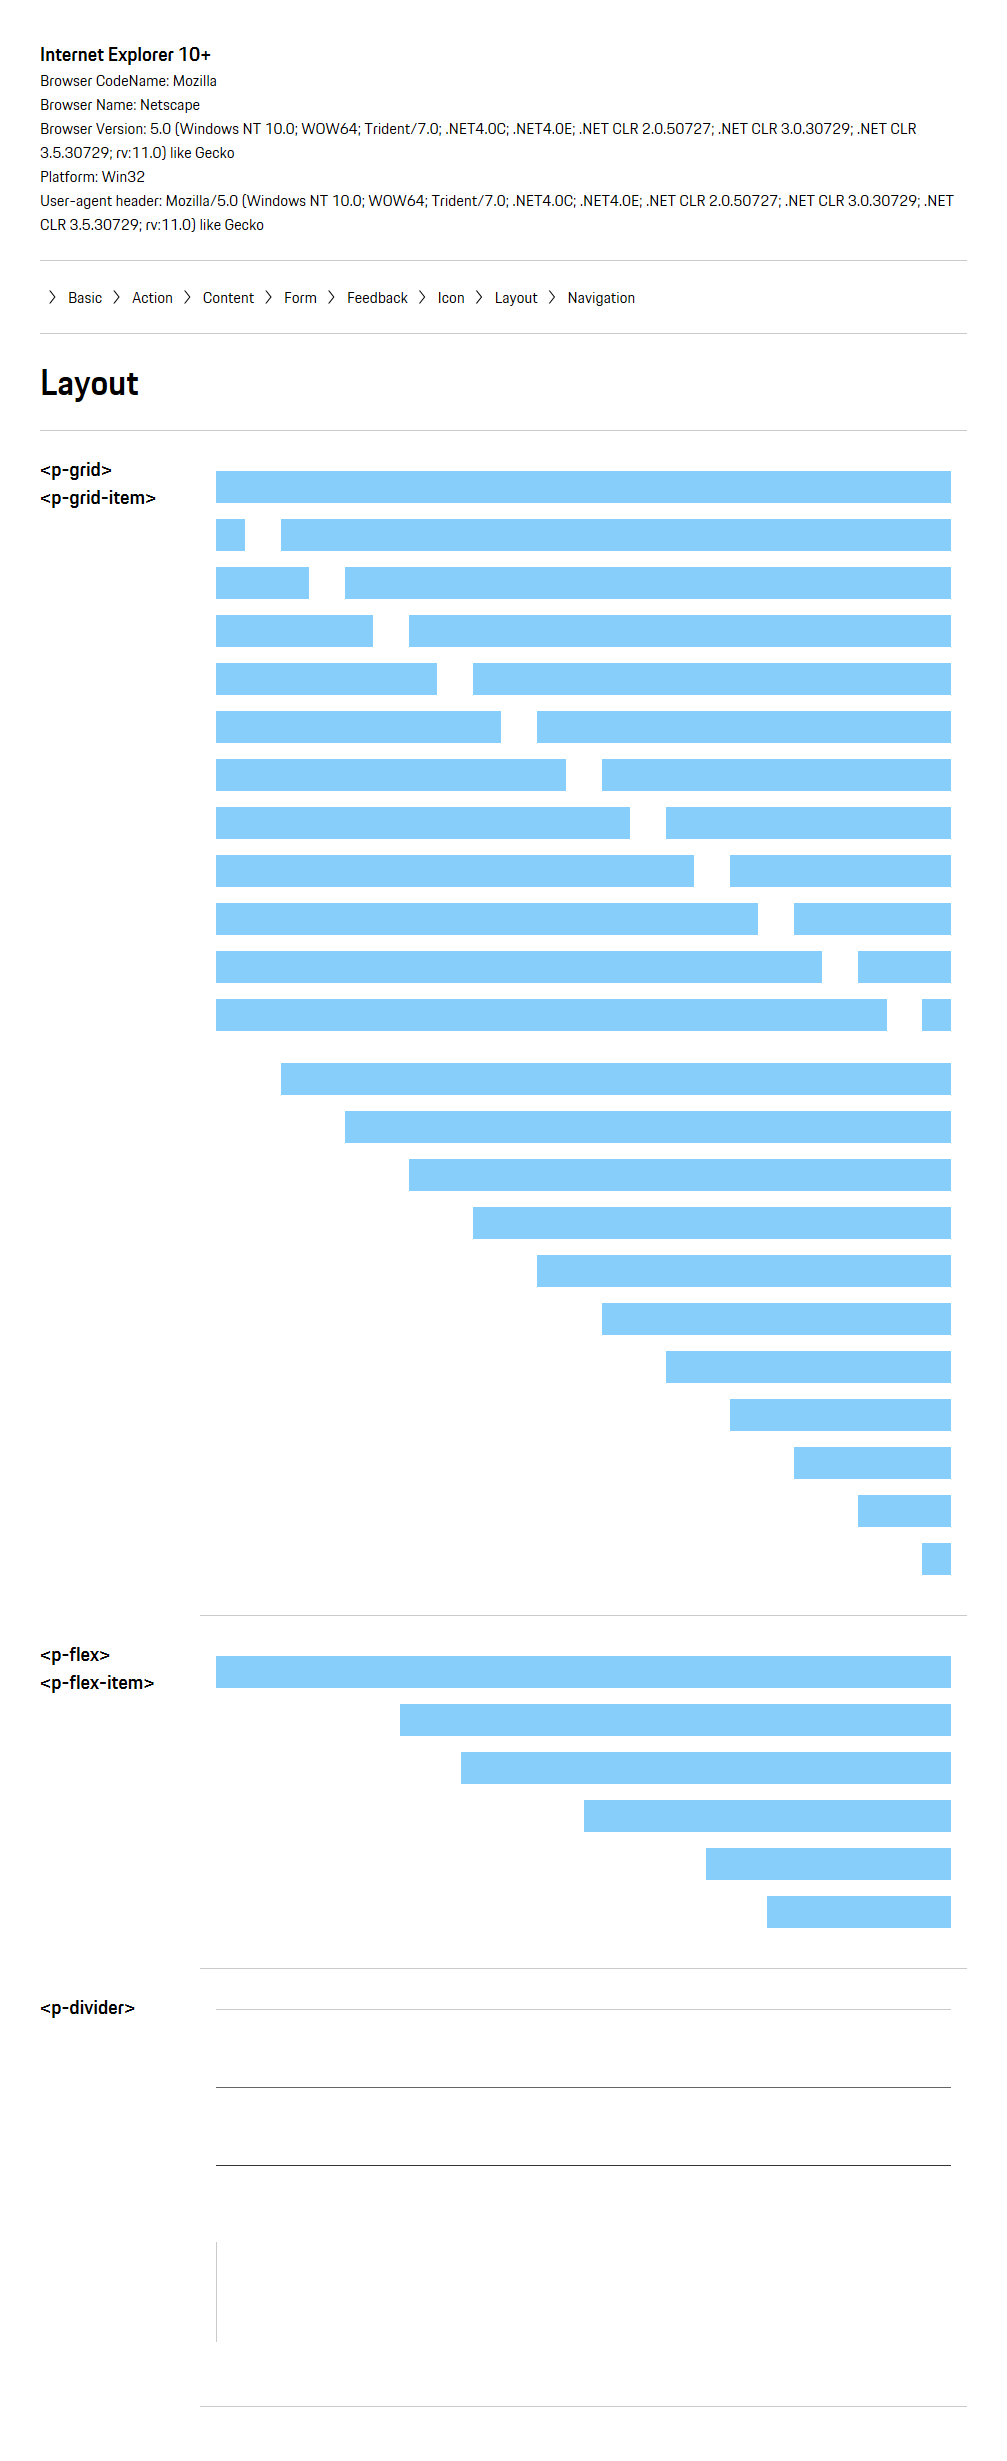 Internet Explorer 10+
Browser CodeName: Mozilla
Browser Name: Netscape
Browser Version: 5.0 (Windows NT 10.0; WOW64; Trident/7.0; .NET4.0C; .NET4.0E; .NET CLR 2.0.50727; .NET CLR 3.0.30729; .NET CLR
3.5.30729; rv:11.0) like Gecko
Platform: Win32
User-agent header: Mozilla/5.0 (Windows NT 10.0; WOW64; Trident/7.0; .NET4.0C; .NET4.0E; .NET CLR 2.0.50727; .NET CLR 3.0.30729; .NET
CLR 3.5.30729; rv:11.0) like Gecko
Basic Action Content Form Feedback Icon Layout Navigation
Layout
<p-grid>
<p-grid-item>
<p-flex>
<p-flex-item>
<p-divider>